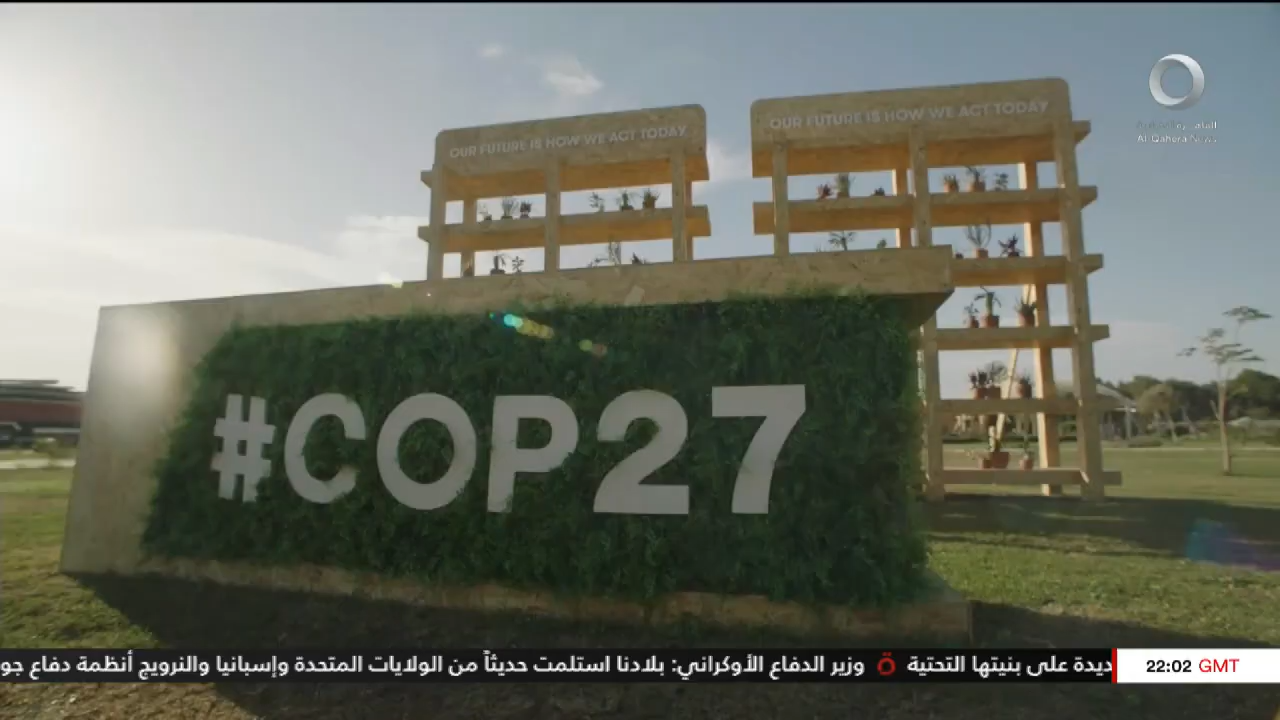 OUR FUTURE IS HOW WE ACT TODAY
OUR FUTURE IS HOW WE ACT TODAY
Al Qahera News
#COP27
ديدة على بنيتها التحتية
وزير الدفاع الأوكراني: بلادنا استلمت حديثاً من الولايات المتحدة وإسبانيا والنرويج أنظمة دفاع جو
22:02 GMT